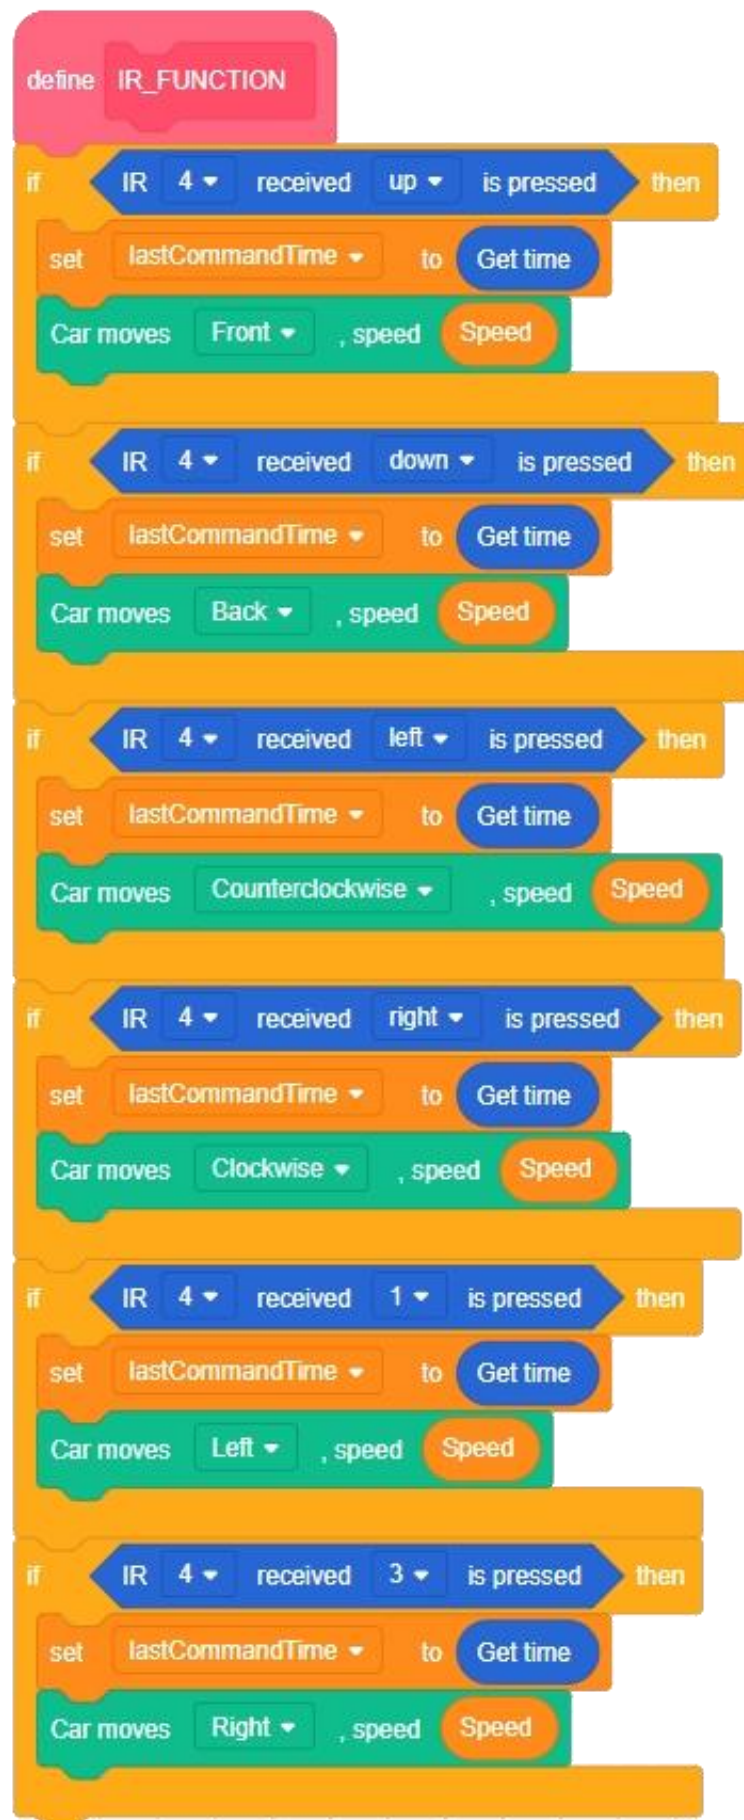 define IR_FUNCTION
if IR 4 received up is pressed then
set lastCommandTime to Get time
Car moves Front , speed Speed
if IR 4 received down is pressed then
set lastCommandTime to Get time
Car moves Back , speed Speed
if IR 4 received left is pressed then
set lastCommandTime to Get time
Car moves Counterclockwise , speed Speed
if IR 4 received right is pressed then
set lastCommandTime to Get time
Car moves Clockwise , speed Speed
if IR 4 received 1 is pressed then
set lastCommandTime to Get time
Car moves Left , speed Speed
if IR 4 received 3 is pressed then
set lastCommandTime to Get time
Car moves Right , speed Speed